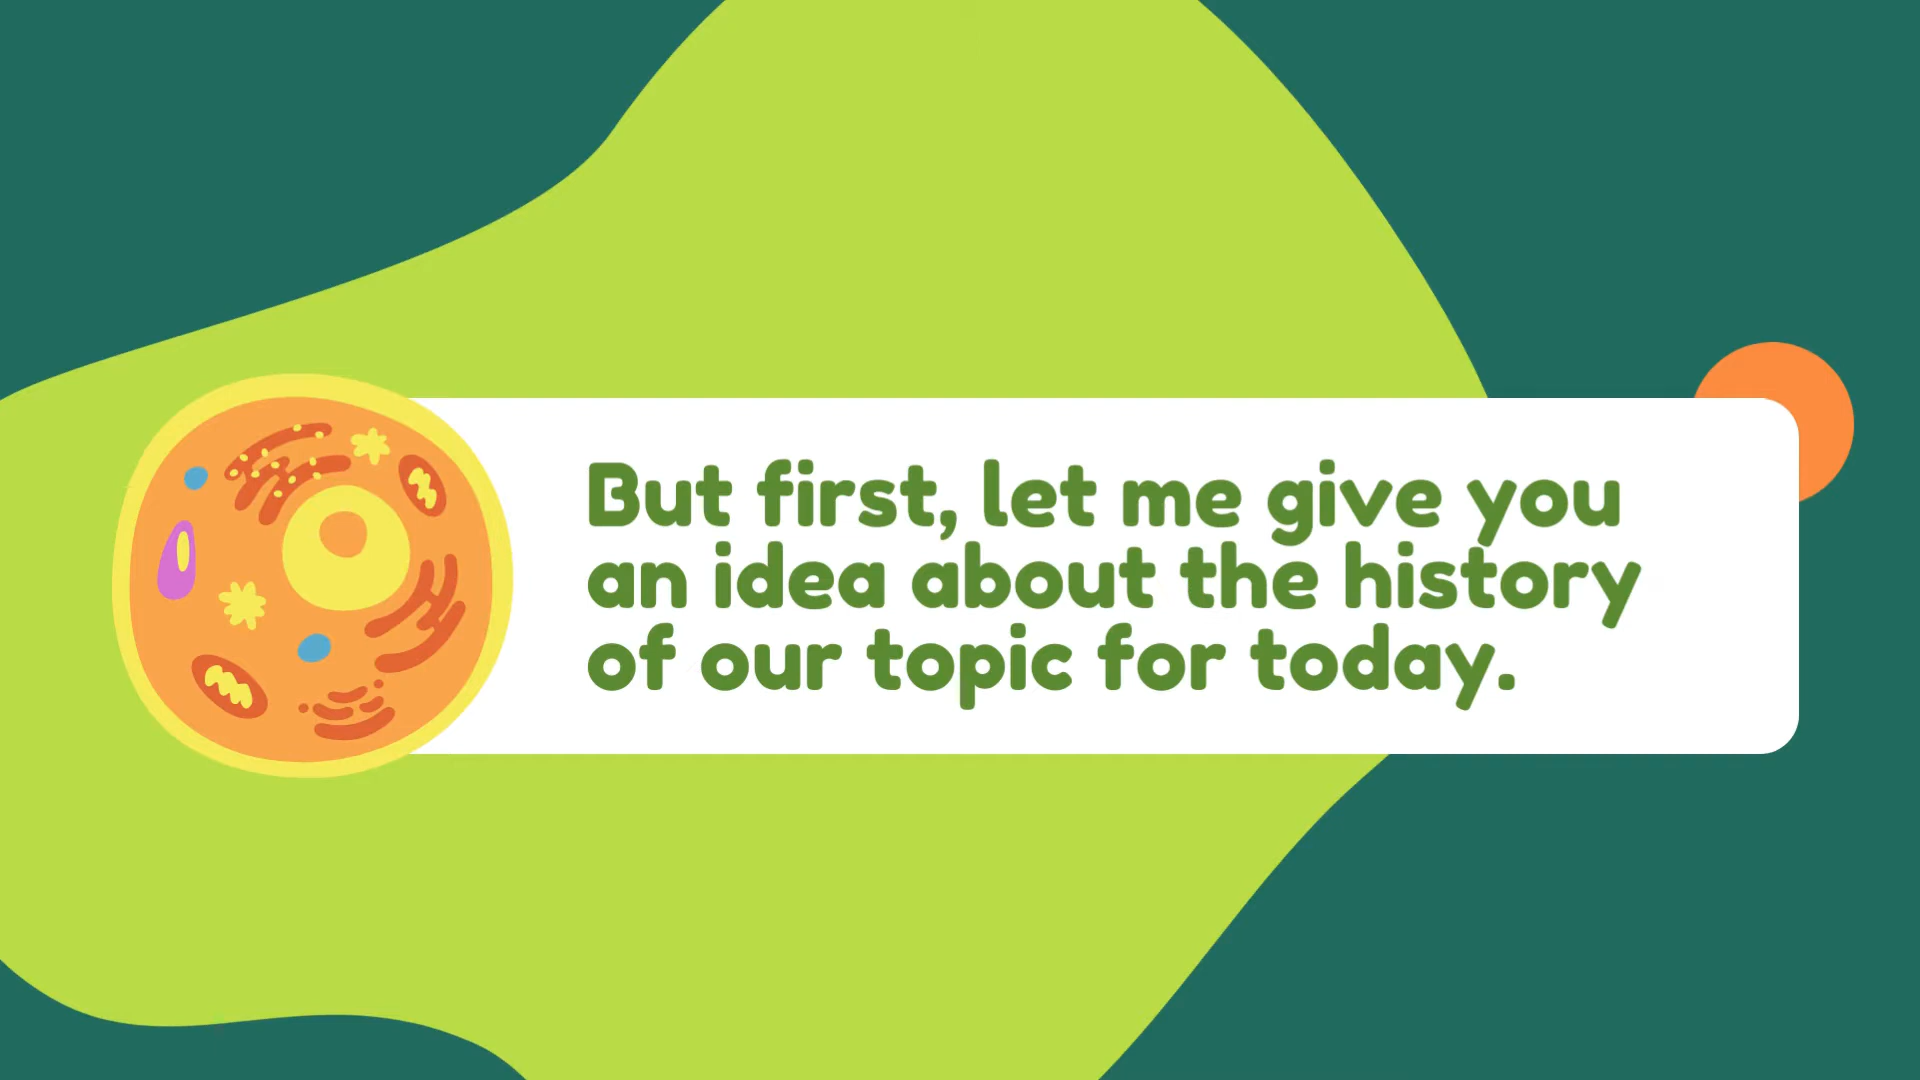 But first, let me give you
an idea about the history
of our topic for today.